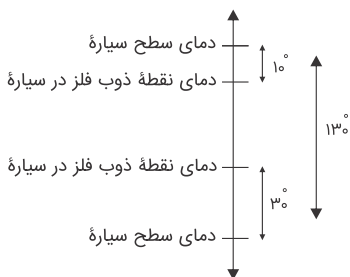 دمای سطح سیارهٔ
۱۰°
دمای نقطهٔ ذوب فلز در سیارهٔ
۱۳۰°
دمای نقطهٔ ذوب فلز در سیارهٔ
۳۰°
دمای سطح سیارهٔ